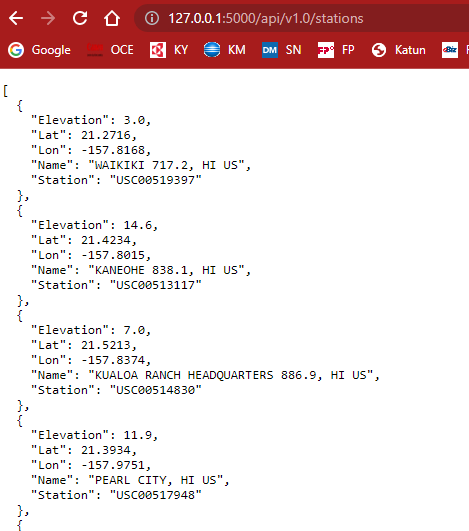 127.0.0.1:5000/api/v1.0/stations
Google OCE KY KM DM SN FP FP Katun eBiz
[
  {
    "Elevation": 3.0,
    "Lat": 21.2716,
    "Lon": -157.8168,
    "Name": "WAIKIKI 717.2, HI US",
    "Station": "USC00519397"
  },
  {
    "Elevation": 14.6,
    "Lat": 21.4234,
    "Lon": -157.8015,
    "Name": "KANEOHE 838.1, HI US",
    "Station": "USC00513117"
  },
  {
    "Elevation": 7.0,
    "Lat": 21.5213,
    "Lon": -157.8374,
    "Name": "KUALOA RANCH HEADQUARTERS 886.9, HI US",
    "Station": "USC00514830"
  },
  {
    "Elevation": 11.9,
    "Lat": 21.3934,
    "Lon": -157.9751,
    "Name": "PEARL CITY, HI US",
    "Station": "USC00517948"
  },
  {